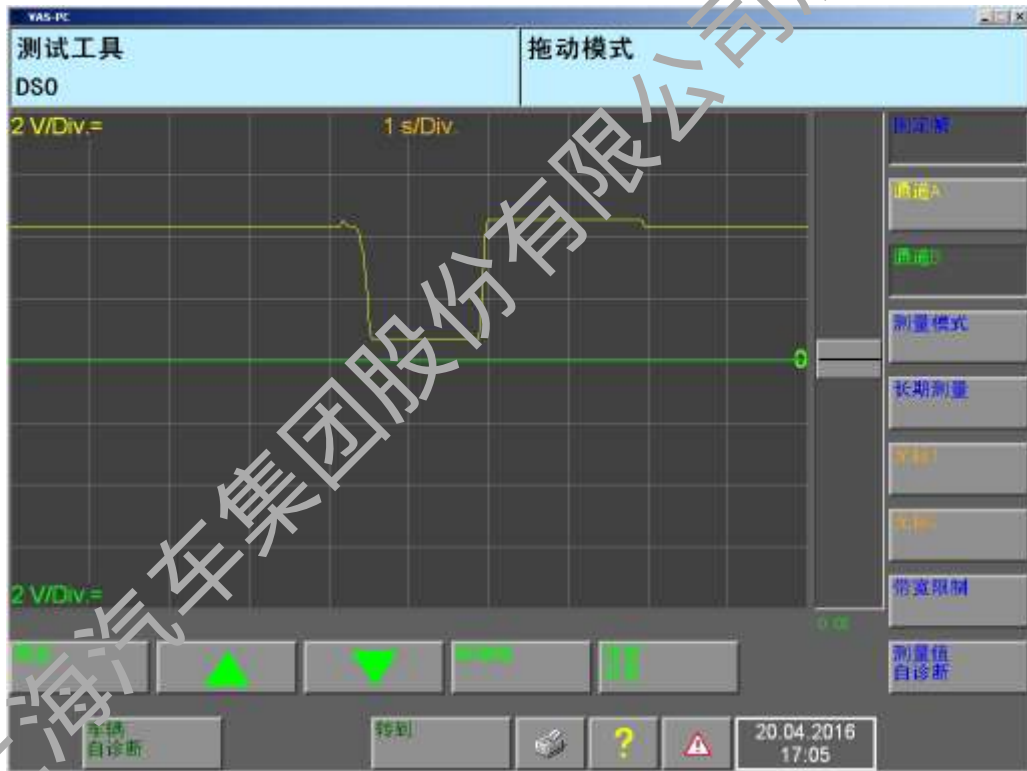 VAS-PC
测试工具
DSO
拖动模式
2 V/Div.=
1 s/Div.
固定帧
通道A
通道B
测量模式
长期测量
0
2 V/Div.=
带宽限制
测量值
自诊断
车辆
自诊断
转到
?
20.04.2016
17:05
上海汽车集团股份有限公司